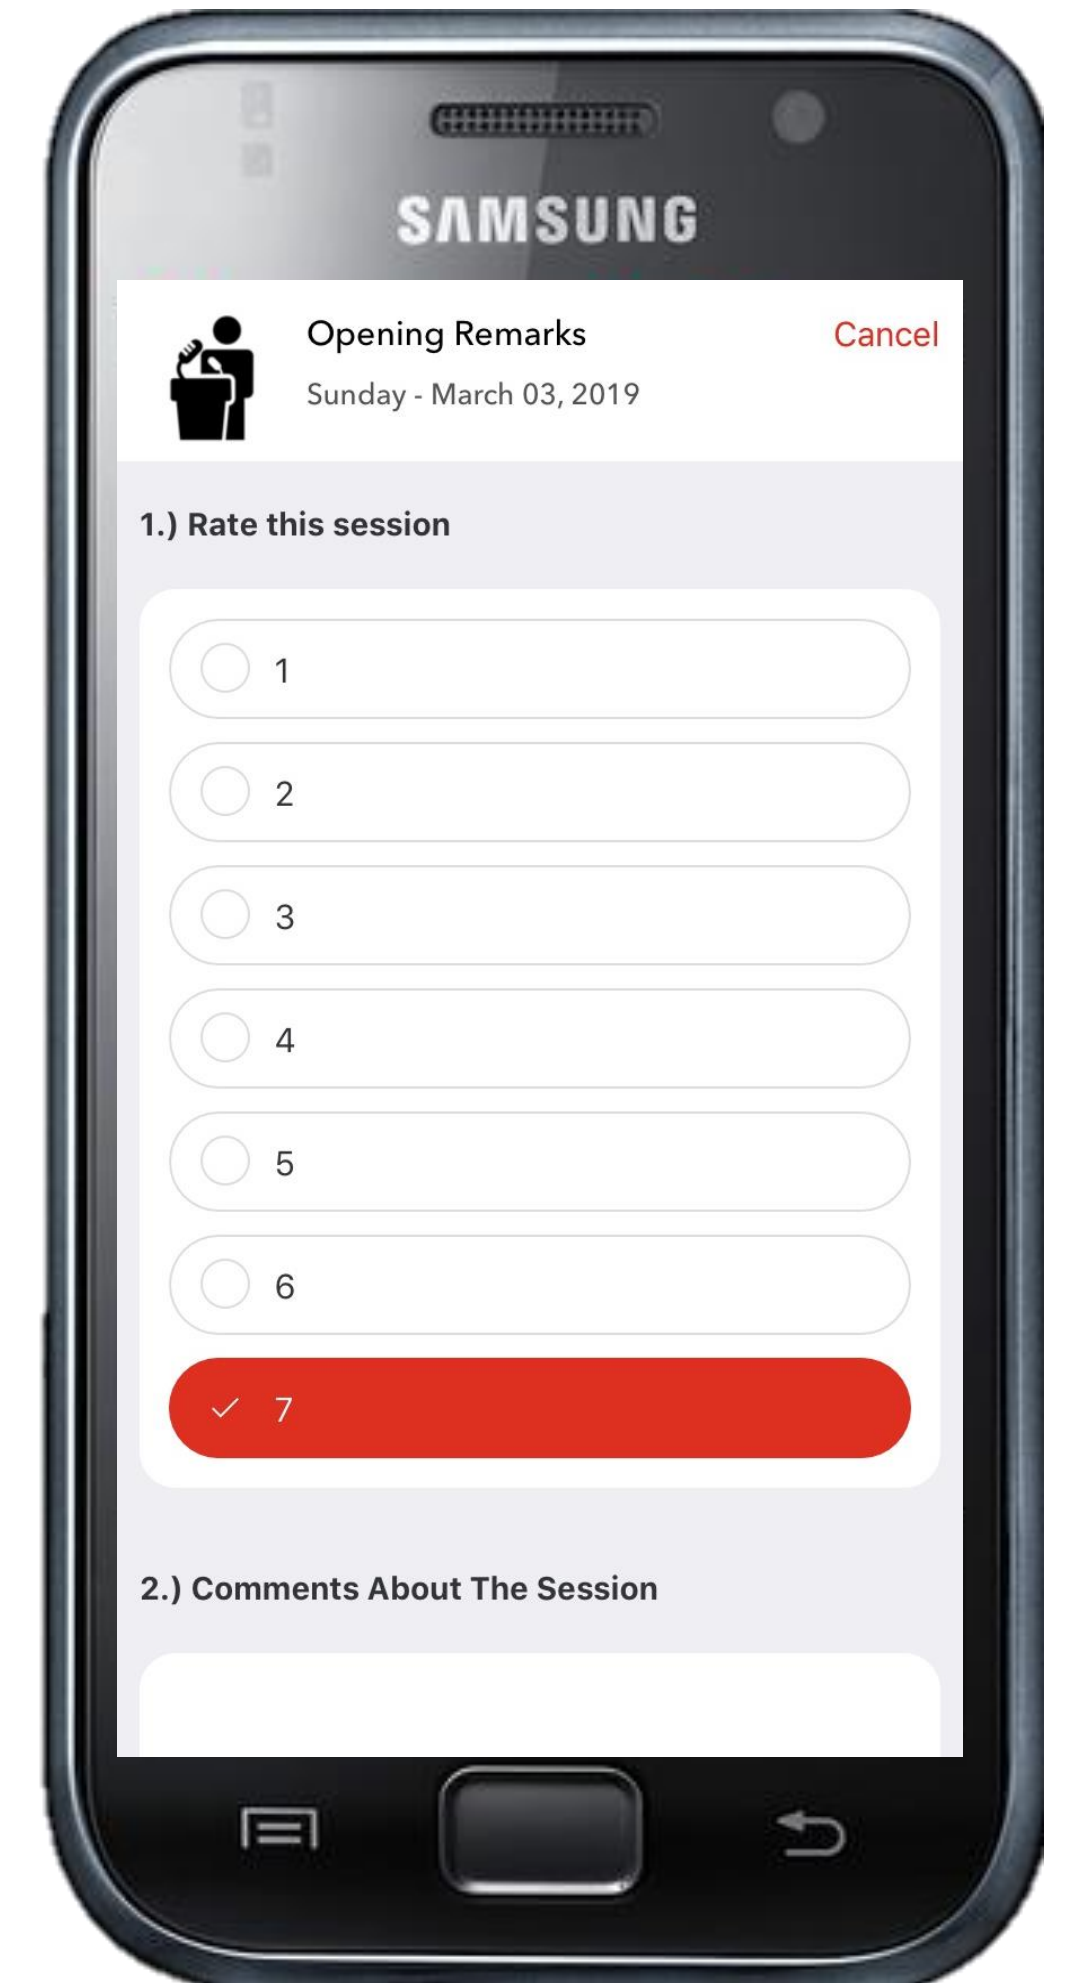 SAMSUNG
Opening Remarks
Cancel
Sunday - March 03, 2019
1.) Rate this session
1
2
3
4
5
6
7
2.) Comments About The Session